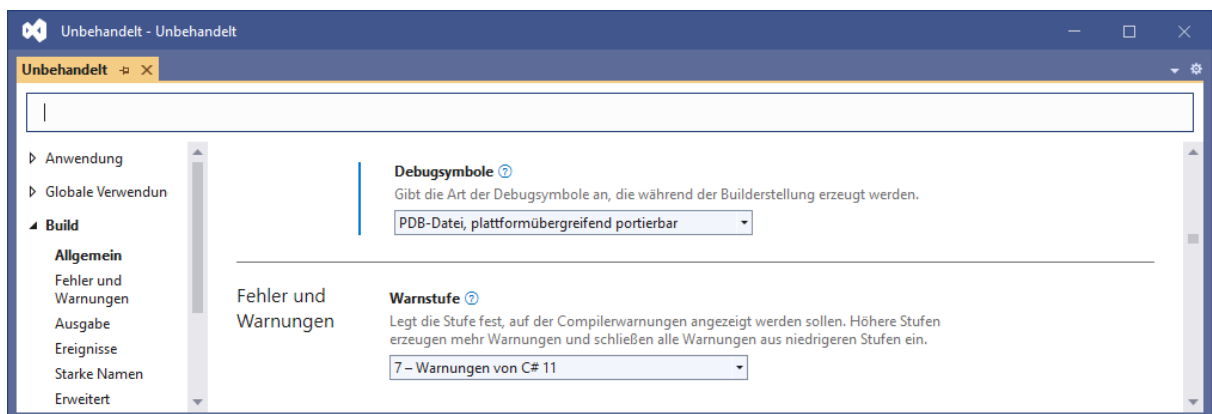 Unbehandelt - Unbehandelt
Unbehandelt
Anwendung
Globale Verwendun
Build
Allgemein
Fehler und
Warnungen
Ausgabe
Ereignisse
Starke Namen
Erweitert
Debugsymbole
Gibt die Art der Debugsymbole an, die während der Builderstellung erzeugt werden.
PDB-Datei, plattformübergreifend portierbar
Fehler und
Warnungen
Warnstufe
Legt die Stufe fest, auf der Compilerwarnungen angezeigt werden sollen. Höhere Stufen
erzeugen mehr Warnungen und schließen alle Warnungen aus niedrigeren Stufen ein.
7 – Warnungen von C# 11